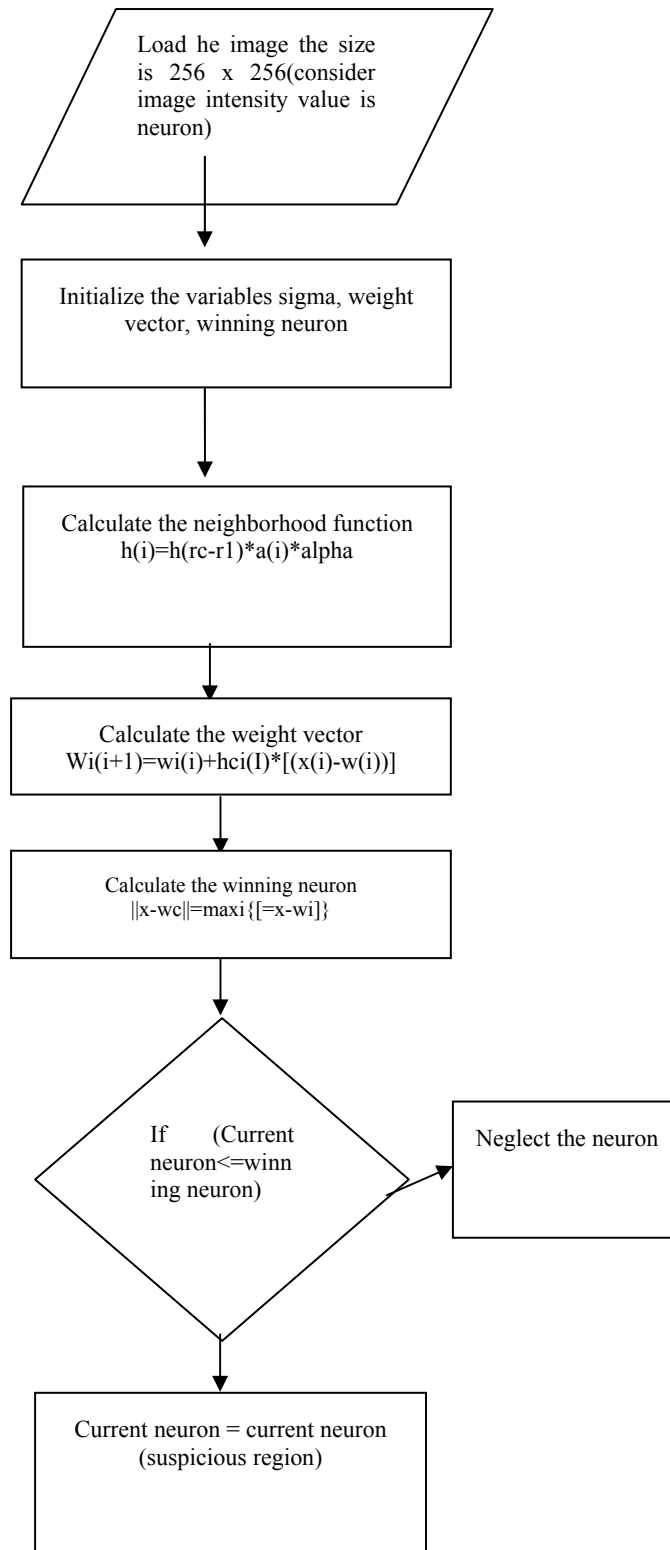 Load he image the size
is 256 x 256(consider
image intensity value is
neuron)
Initialize the variables sigma, weight
vector, winning neuron
Calculate the neighborhood function
h(i)=h(rc-r1)*a(i)*alpha
Calculate the weight vector
Wi(i+1)=wi(i)+hci(I)*[(x(i)-w(i))]
Calculate the winning neuron
||x-wc||=maxi{[=x-wi]}
If (Current
neuron<=winn
ing neuron)
Neglect the neuron
Current neuron = current neuron
(suspicious region)